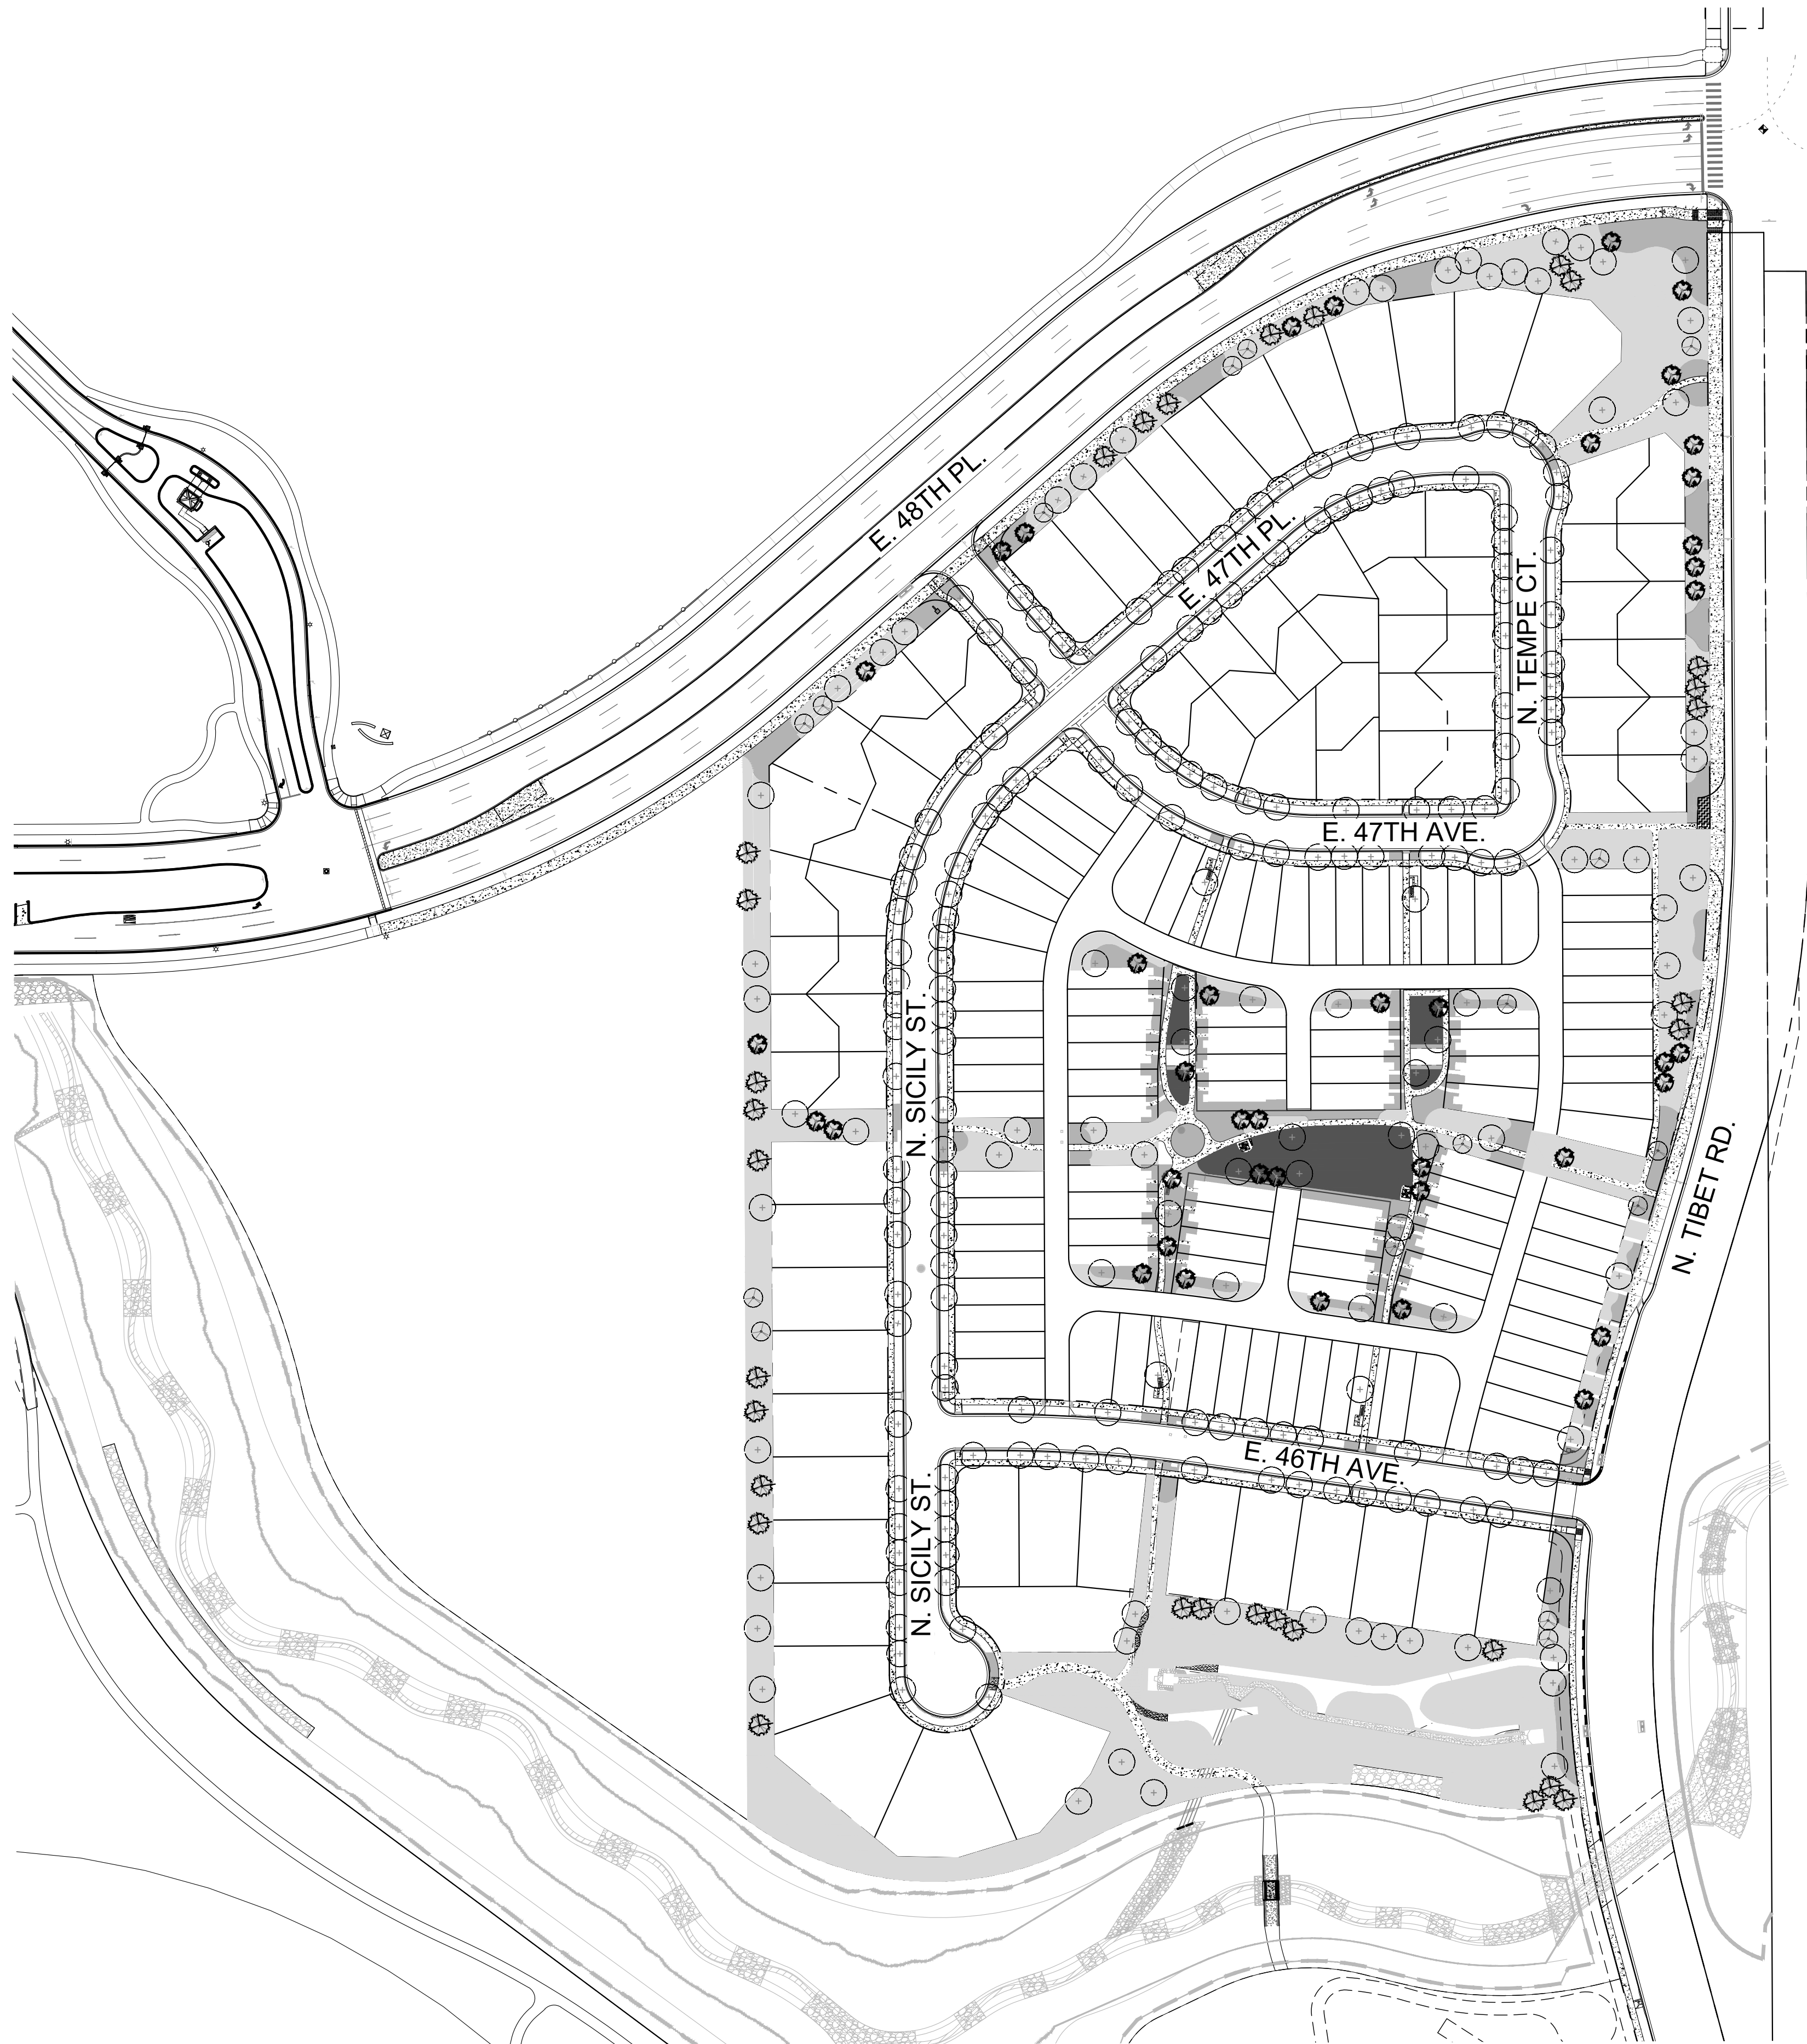 E. 48TH PL.
E. 47TH PL.
N. TEMPE CT.
E. 47TH AVE.
N. SICILY ST.
N. TIBET RD.
E. 46TH AVE.
N. SICILY ST.